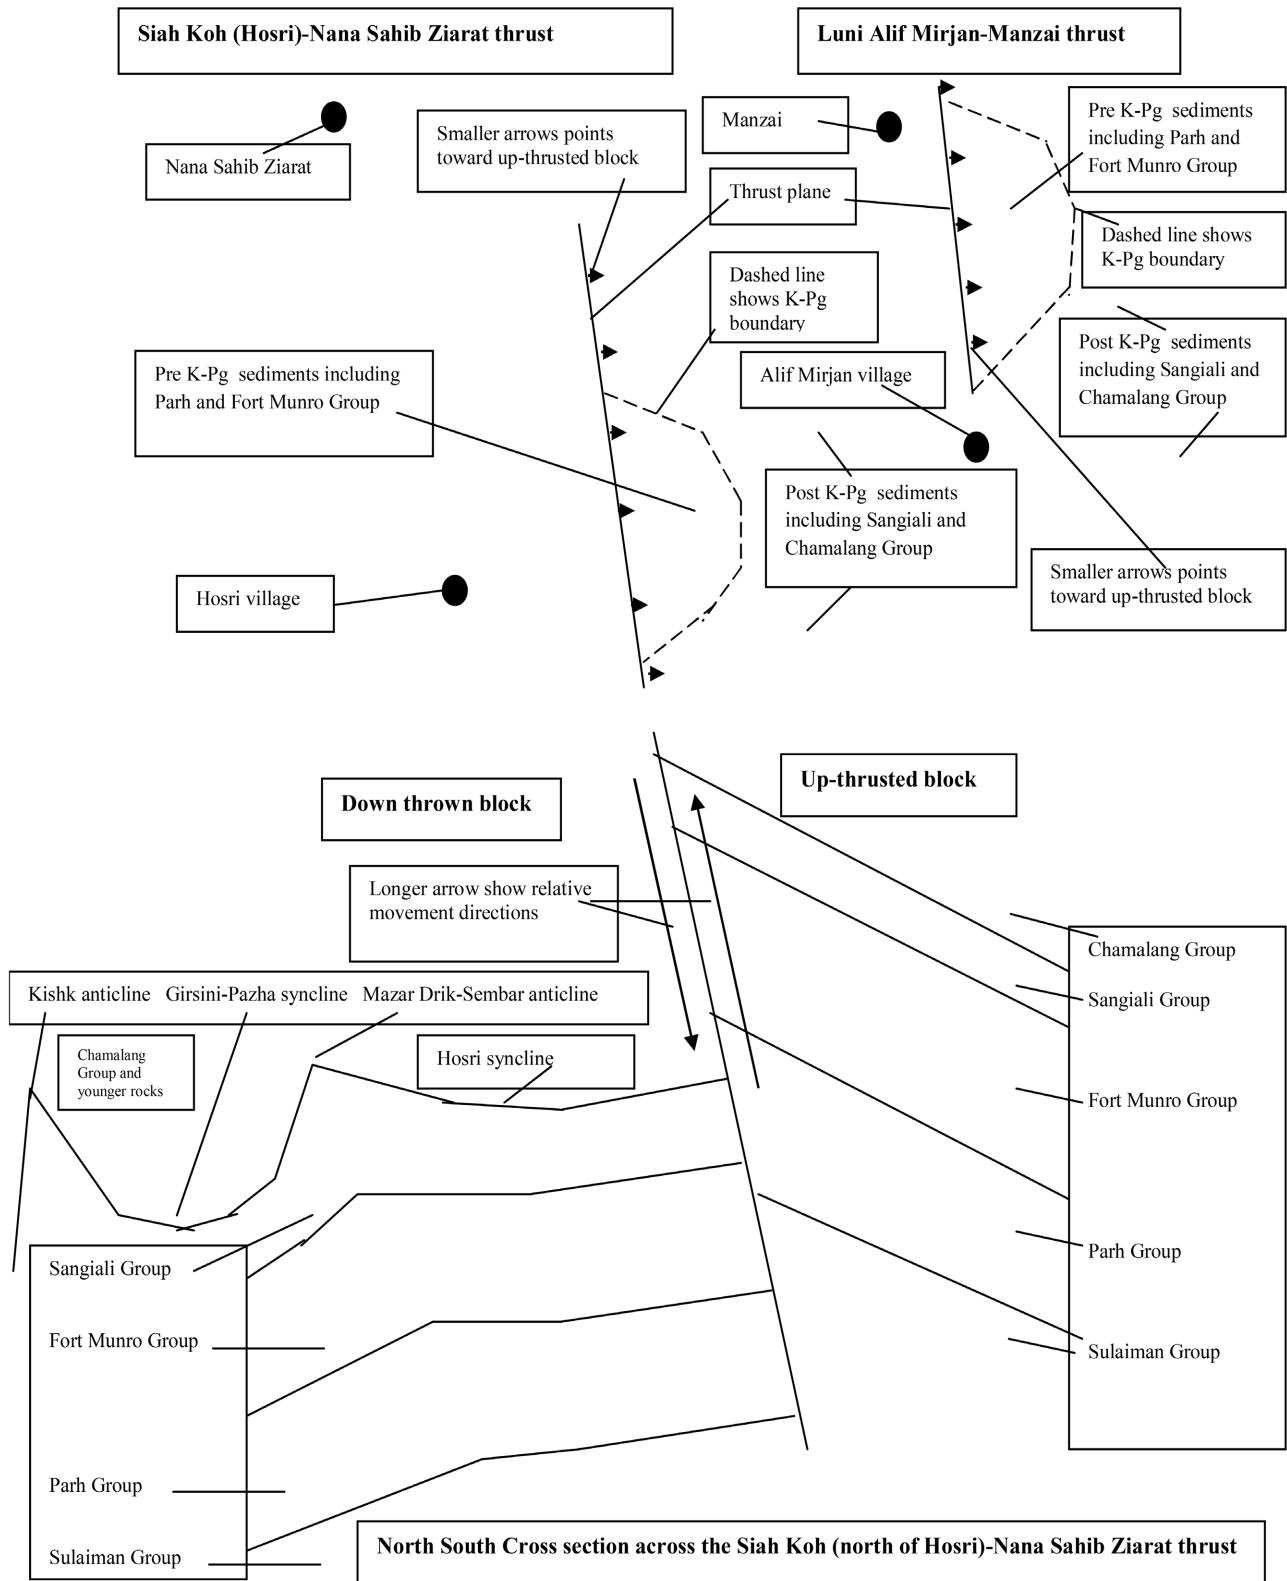 Siah Koh (Hosri)-Nana Sahib Ziarat thrust
Luni Alif Mirjan-Manzai thrust
Nana Sahib Ziarat
Smaller arrows points
toward up-thrusted block
Manzai
Pre K-Pg sediments
including Parh and
Fort Munro Group
Thrust plane
Dashed line shows
K-Pg boundary
Dashed line
shows K-Pg
boundary
Pre K-Pg sediments including
Parh and Fort Munro Group
Alif Mirjan village
Post K-Pg sediments
including Sangiali and
Chamalang Group
Post K-Pg sediments
including Sangiali and
Chamalang Group
Hosri village
Smaller arrows points
toward up-thrusted block
Down thrown block
Up-thrusted block
Longer arrow show relative
movement directions
Kishk anticline Girsini-Pazha syncline Mazar Drik-Sembar anticline
Chamalang
Group and
younger rocks
Hosri syncline
Chamalang Group
Sangiali Group
Fort Munro Group
Parh Group
Sulaiman Group
Sangiali Group
Fort Munro Group
Parh Group
Sulaiman Group
North South Cross section across the Siah Koh (north of Hosri)-Nana Sahib Ziarat thrust